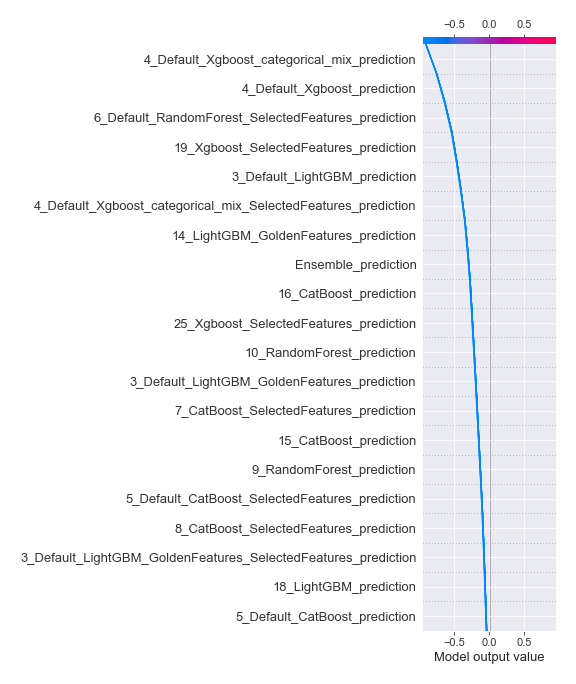 −0.5 0.0 0.5
4_Default_Xgboost_categorical_mix_prediction
4_Default_Xgboost_prediction
6_Default_RandomForest_SelectedFeatures_prediction
19_Xgboost_SelectedFeatures_prediction
3_Default_LightGBM_prediction
4_Default_Xgboost_categorical_mix_SelectedFeatures_prediction
14_LightGBM_GoldenFeatures_prediction
Ensemble_prediction
16_CatBoost_prediction
25_Xgboost_SelectedFeatures_prediction
10_RandomForest_prediction
3_Default_LightGBM_GoldenFeatures_prediction
7_CatBoost_SelectedFeatures_prediction
15_CatBoost_prediction
9_RandomForest_prediction
5_Default_CatBoost_SelectedFeatures_prediction
8_CatBoost_SelectedFeatures_prediction
3_Default_LightGBM_GoldenFeatures_SelectedFeatures_prediction
18_LightGBM_prediction
5_Default_CatBoost_prediction
−0.5 0.0 0.5
Model output value